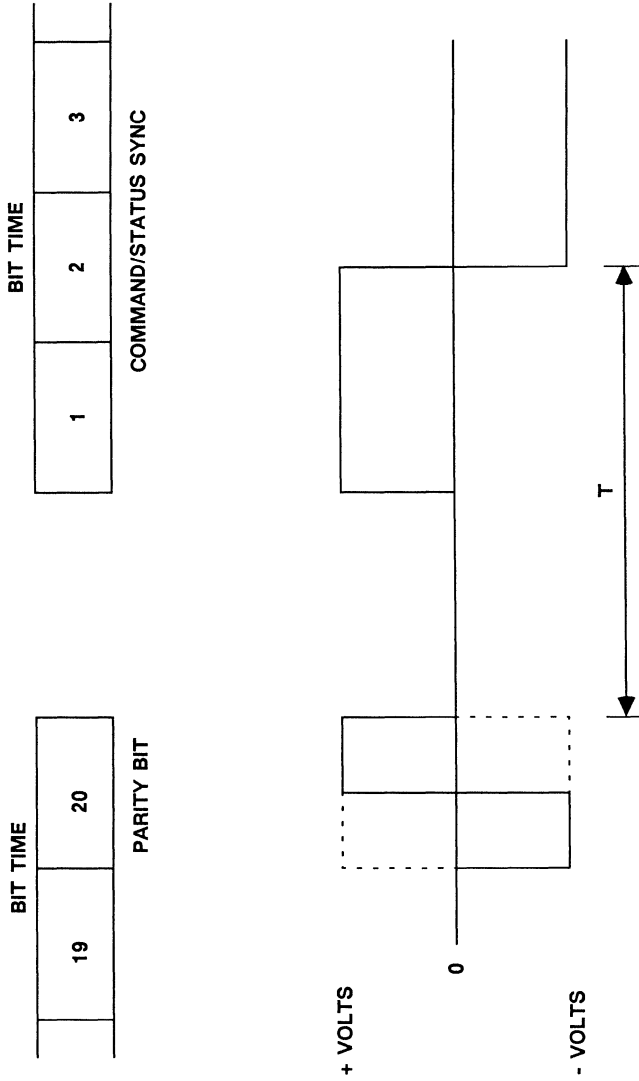 BIT TIME
BIT TIME
19
20
1
2
3
PARITY BIT
COMMAND/STATUS SYNC
+ VOLTS
0
- VOLTS
T